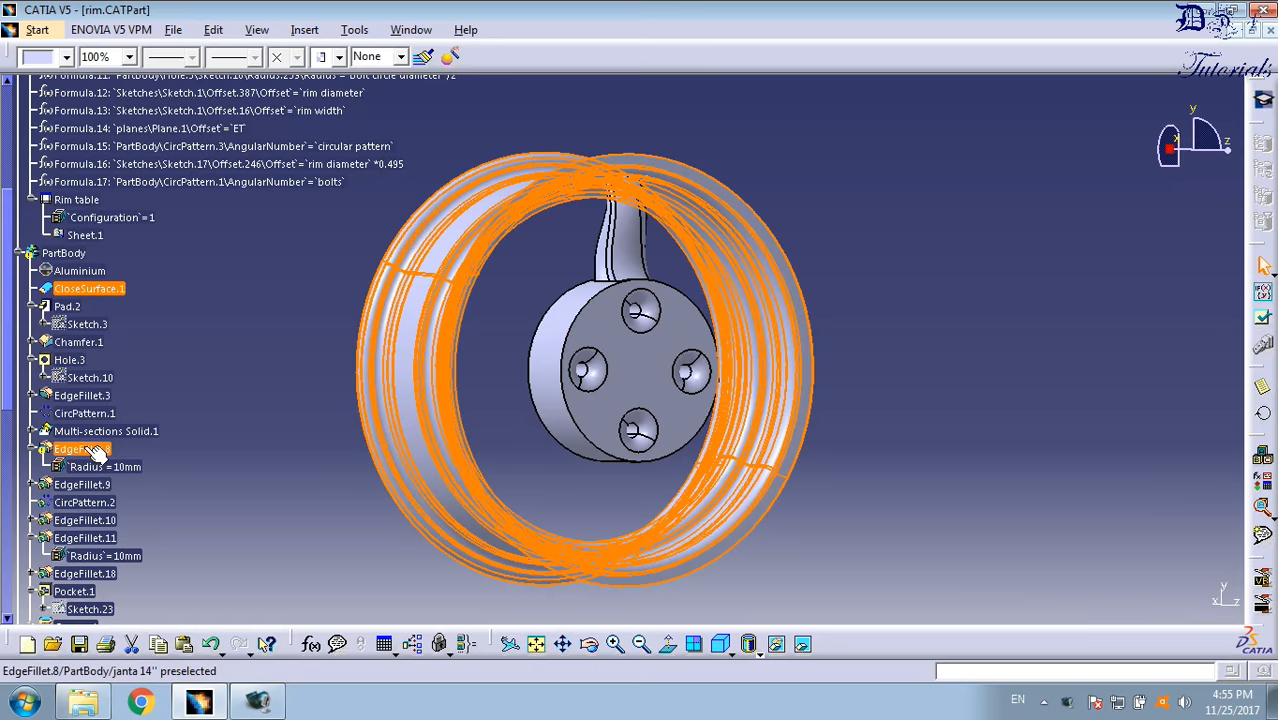 CATIA V5 - [rim.CATPart]
Start ENOVIA V5 VPM File Edit View Insert Tools Window Help
100% None
D
Tutorials
Formula.12: `Sketches\Sketch.1\Offset.387\Offset`=`rim diameter`
Formula.13: `Sketches\Sketch.1\Offset.16\Offset`=`rim width`
Formula.14: `planes\Plane.1\Offset`=`ET`
Formula.15: `PartBody\CircPattern.3\AngularNumber`=`circular pattern`
Formula.16: `Sketches\Sketch.17\Offset.246\Offset`=`rim diameter` *0.495
Formula.17: `PartBody\CircPattern.1\AngularNumber`=`bolts`
Rim table
`Configuration`=1
Sheet.1
PartBody
Aluminium
CloseSurface.1
Pad.2
Sketch.3
Chamfer.1
Hole.3
Sketch.10
EdgeFillet.3
CircPattern.1
Multi-sections Solid.1
EdgeFillet.8
`Radius`=10mm
EdgeFillet.9
CircPattern.2
EdgeFillet.10
EdgeFillet.11
`Radius`=10mm
EdgeFillet.18
Pocket.1
Sketch.23
y
x z
y
x z
f(x)
CATIA
EdgeFillet.8/PartBody/janta 14'' preselected
EN
4:55 PM
11/25/2017